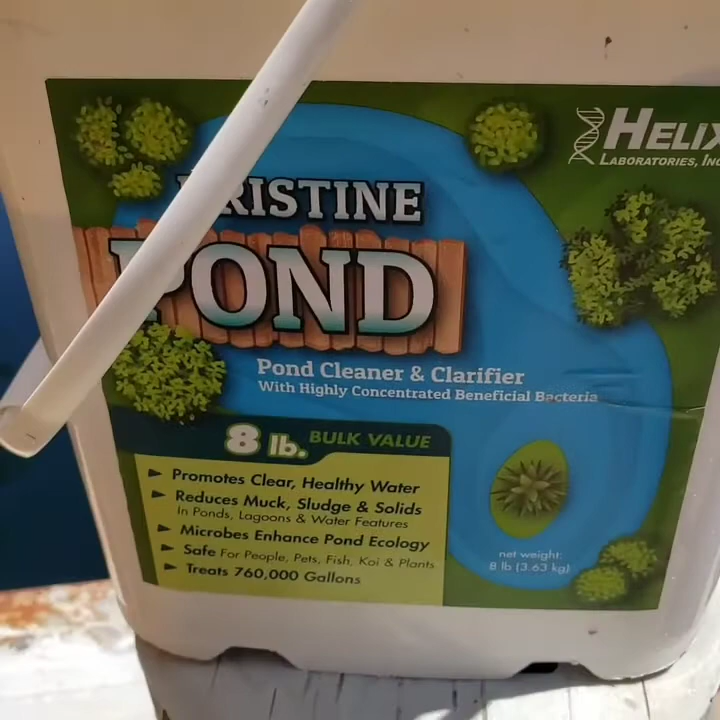 HELIX
LABORATORIES, INC
PRISTINE
POND
Pond Cleaner & Clarifier
With Highly Concentrated Beneficial Bacteria
8 lb. BULK VALUE
Promotes Clear, Healthy Water
Reduces Muck, Sludge & Solids
In Ponds, Lagoons & Water Features
Microbes Enhance Pond Ecology
Safe For People, Pets, Fish, Koi & Plants
Treats 760,000 Gallons
net weight:
8 lb (3.63 kg)